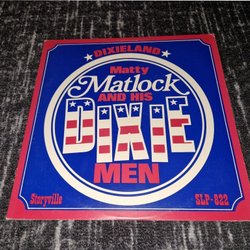 DIXIELAND
Matty
Matlock
AND HIS
DIXIE
MEN
Storyville
SLP-822